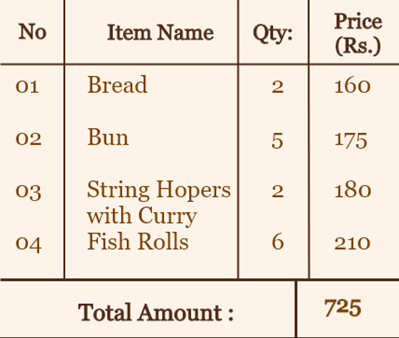 No Item Name Qty: Price (Rs.)
01 Bread 2 160
02 Bun 5 175
03 String Hopers 2 180
with Curry
04 Fish Rolls 6 210
Total Amount : 725